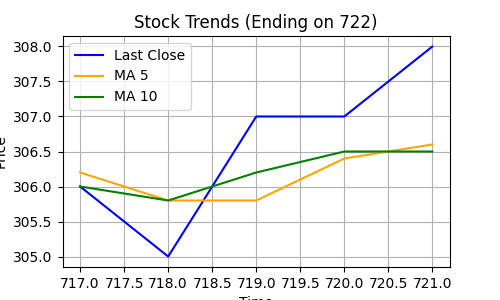 Stock Trends (Ending on 722)
308.0
307.5
307.0
306.5
306.0
305.5
305.0
Last Close
MA 5
MA 10
717.0 717.5 718.0 718.5 719.0 719.5 720.0 720.5 721.0
Price
Time